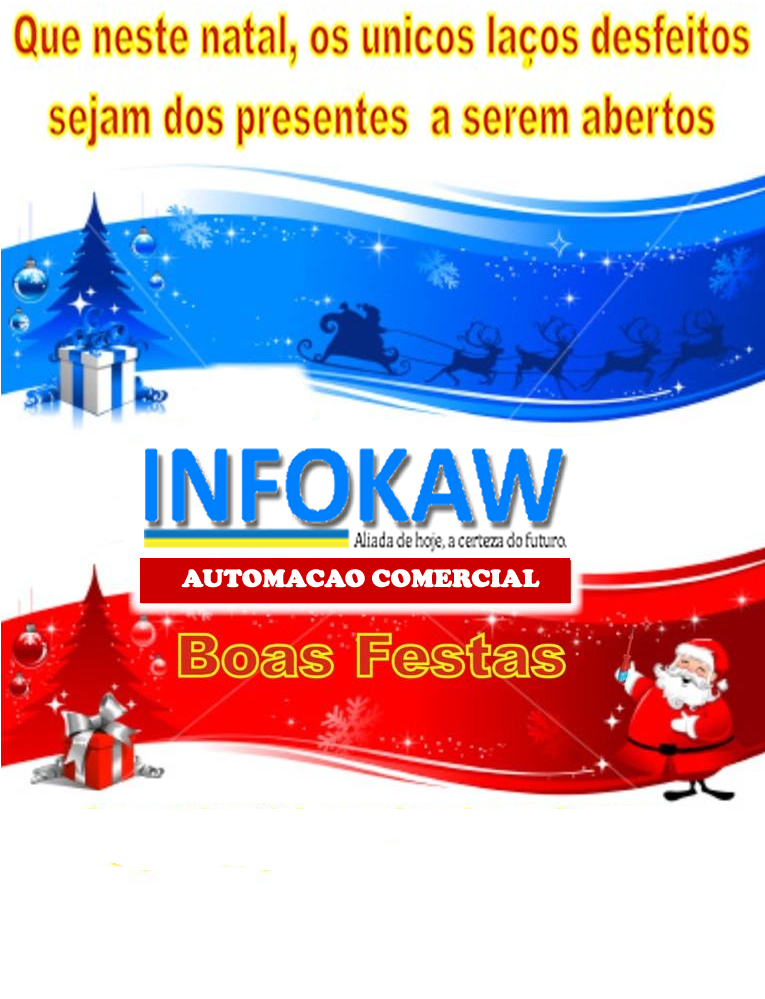 Que neste natal, os unicos laços desfeitos
sejam dos presentes a serem abertos
INFOKAW
Aliada de hoje, a certeza do futuro.
AUTOMACAO COMERCIAL
Boas Festas